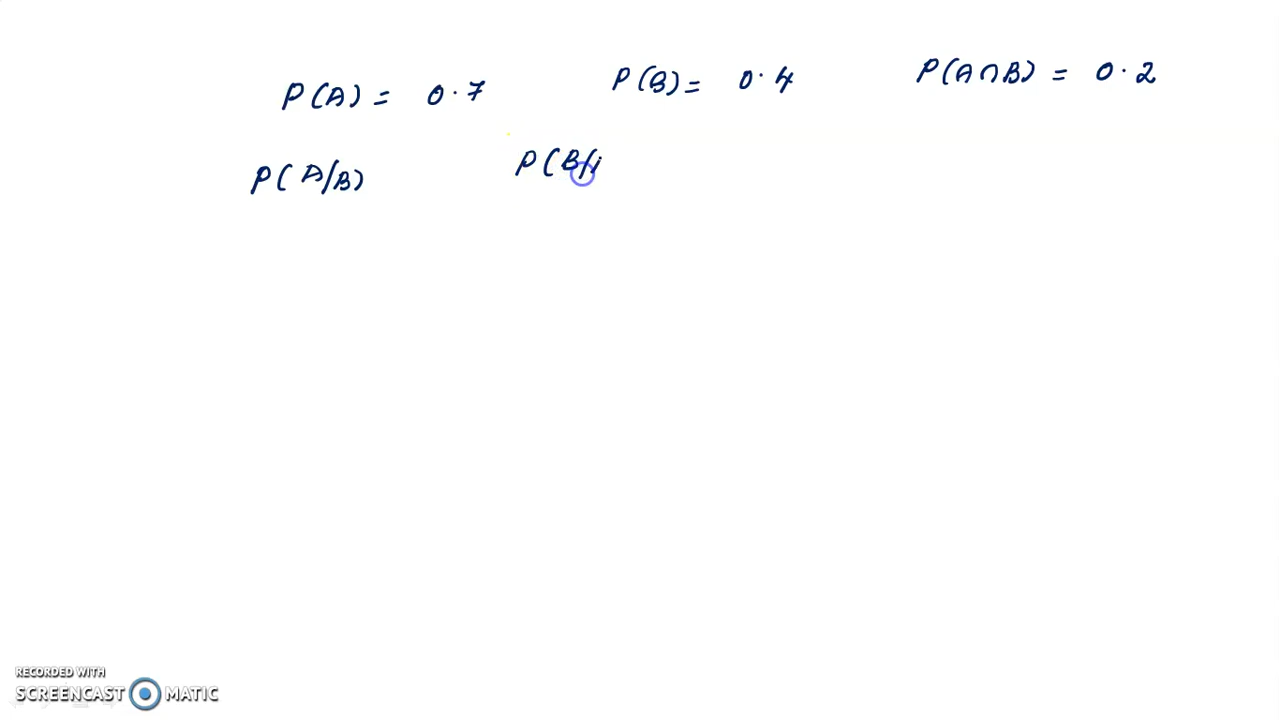 P(A) = 0.7 P(B) = 0.4 P(A∩B) = 0.2
P(A/B) P(B/
RECORDED WITH
SCREENCAST MATIC